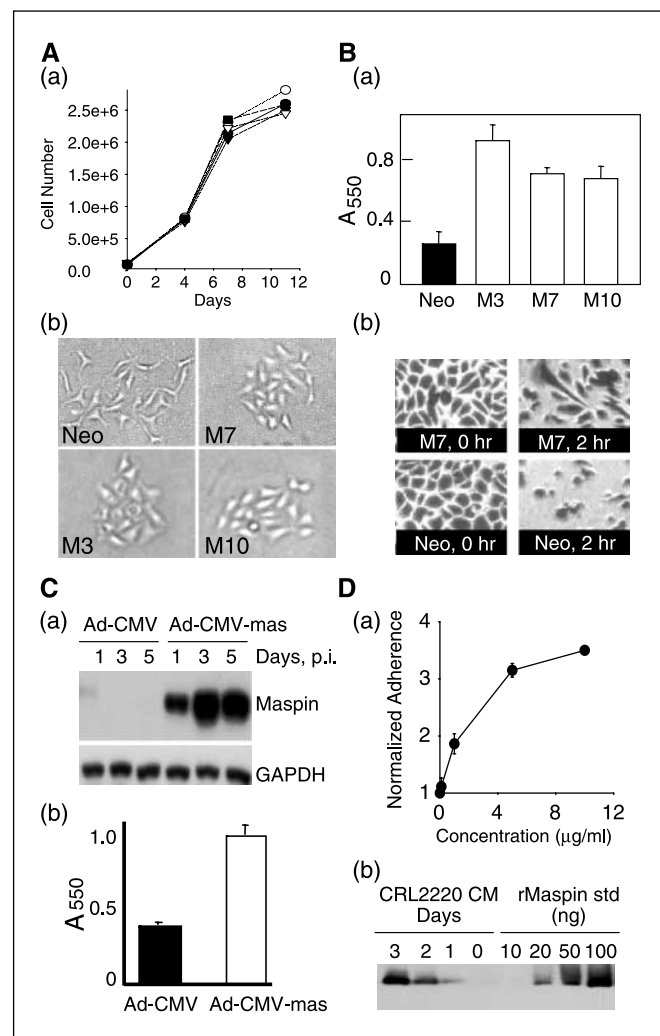 A
(a)
Cell Number
2.5e+6
2.0e+6
1.5e+6
1.0e+6
5.0e+5
0.0
0 2 4 6 8 10 12
Days
(b)
Neo
M7
M3
M10
B
(a)
A550
0.8
0.4
0
Neo M3 M7 M10
(b)
M7, 0 hr
M7, 2 hr
Neo, 0 hr
Neo, 2 hr
C
(a)
Ad-CMV Ad-CMV-mas
1 3 5 1 3 5 Days, p.i.
Maspin
GAPDH
(b)
A550
1.0
0.5
0
Ad-CMV Ad-CMV-mas
D
(a)
Normalized Adherence
4
3
2
1
0 4 8 12
Concentration (μg/ml)
(b)
CRL2220 CM rMaspin std
Days (ng)
3 2 1 0 10 20 50 100